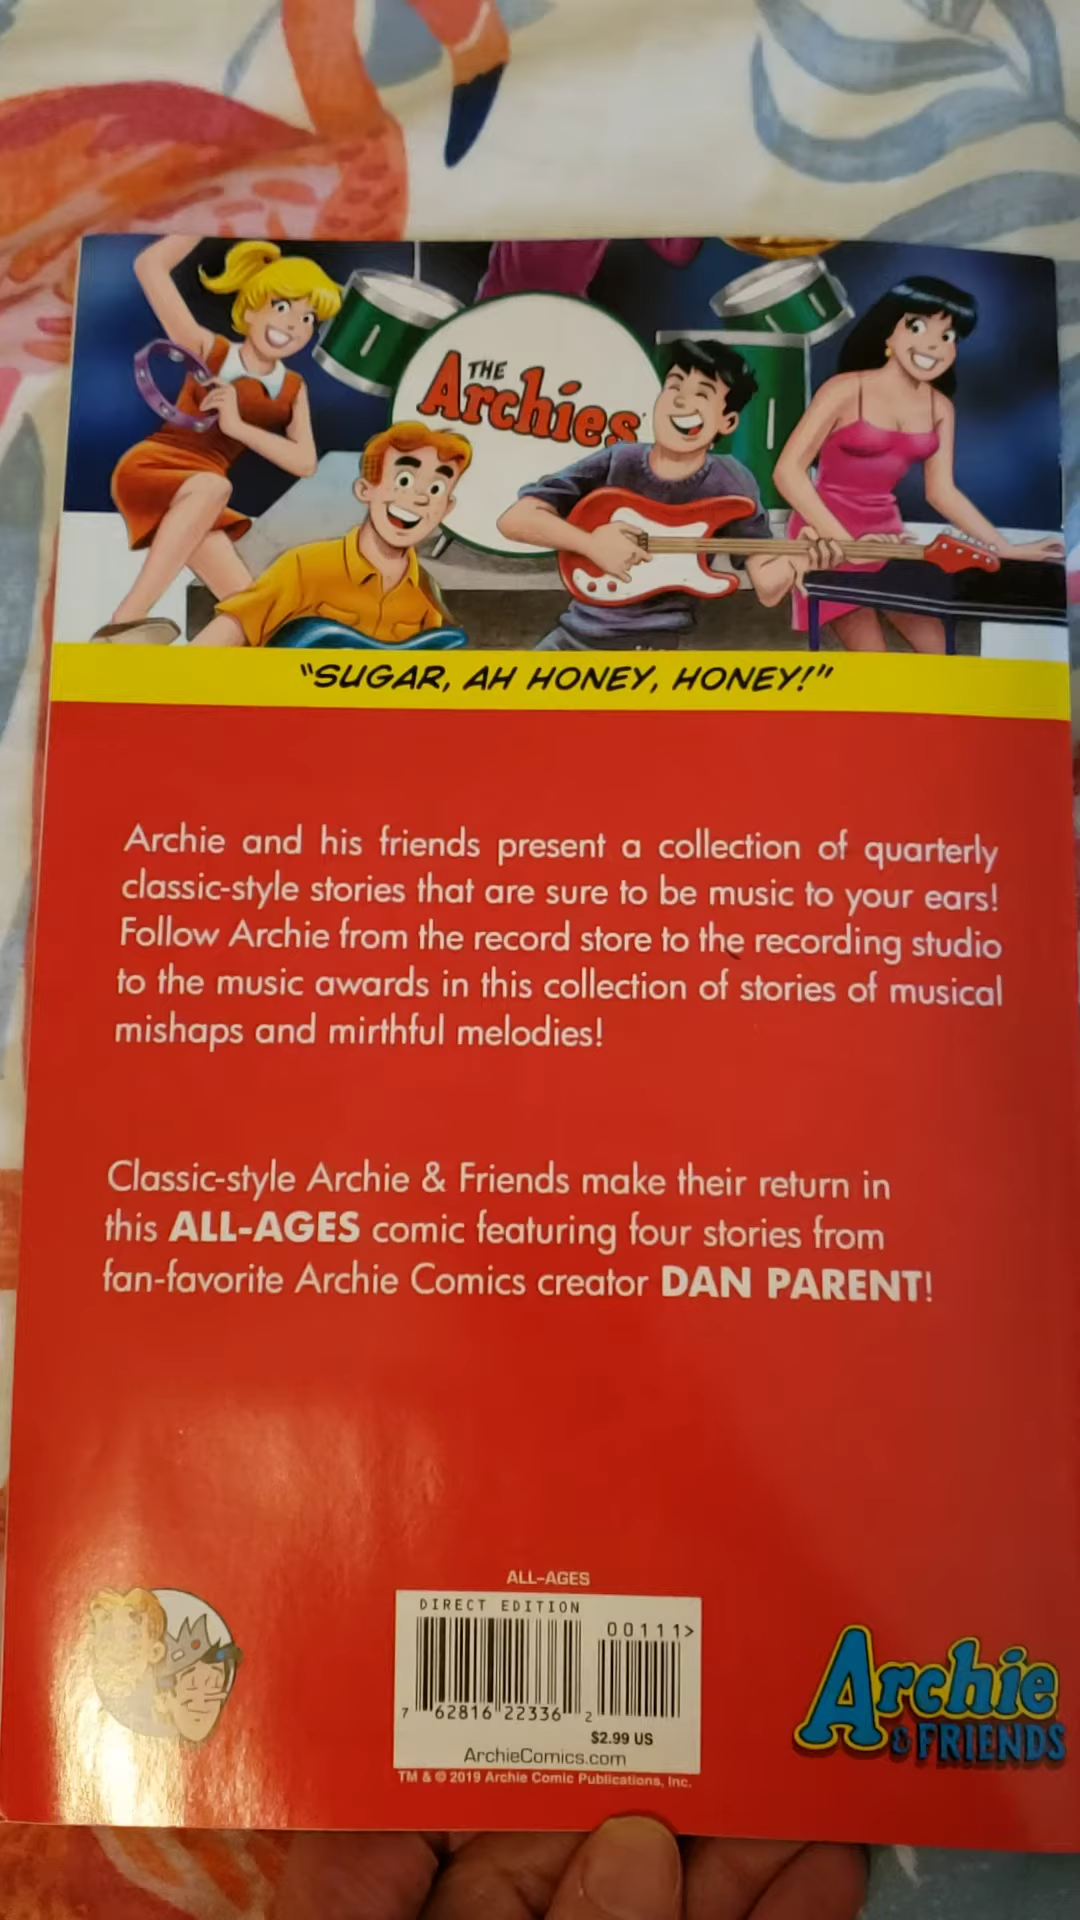 THE
Archies
"SUGAR, AH HONEY, HONEY!"
Archie and his friends present a collection of quarterly
classic-style stories that are sure to be music to your ears!
Follow Archie from the record store to the recording studio
to the music awards in this collection of stories of musical
mishaps and mirthful melodies!
Classic-style Archie & Friends make their return in
this ALL-AGES comic featuring four stories from
fan-favorite Archie Comics creator DAN PARENT!
ALL-AGES
DIRECT EDITION
00111>
7 62816 22336 2
$2.99 US
ArchieComics.com
TM & © 2019 Archie Comic Publications, Inc.
Archie
& FRIENDS